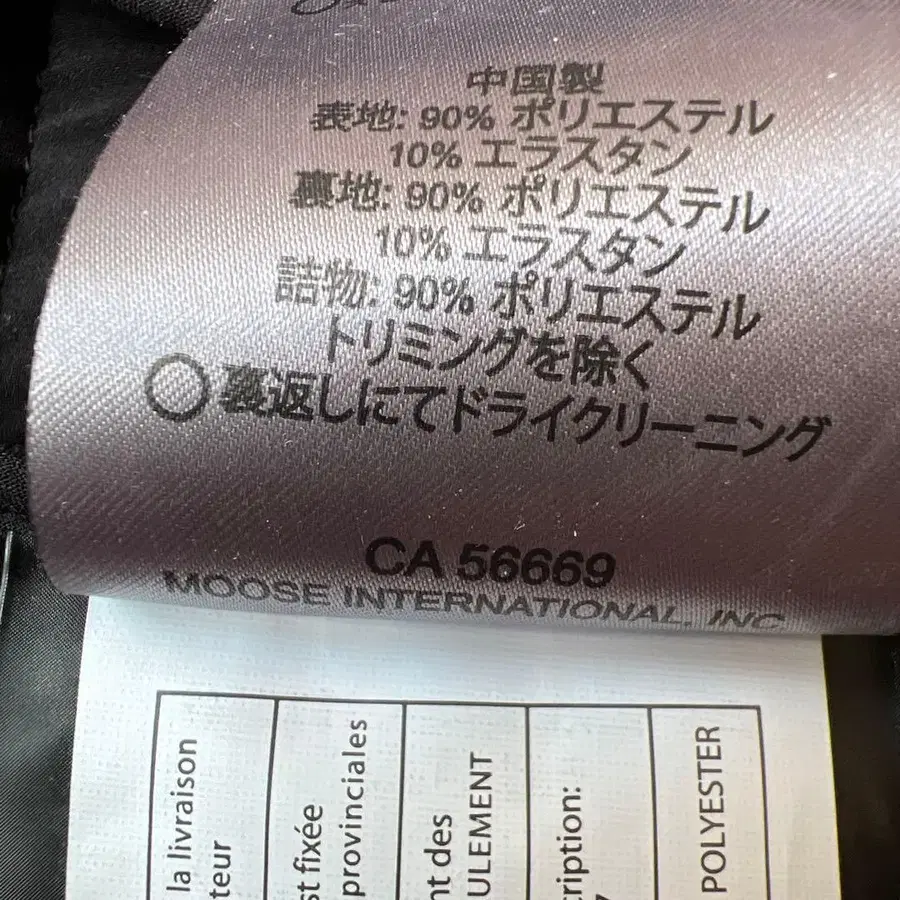 中国製
表地: 90% ポリエステル
10% エラスタン
裏地: 90% ポリエステル
10% エラスタン
詰物: 90% ポリエステル
トリミングを除く
裏返しにてドライクリーニング
CA 56669
MOOSE INTERNATIONAL, INC.
la livraison
teur
st fixée
provinciales
nt des
ULEMENT
cription:
POLYESTER